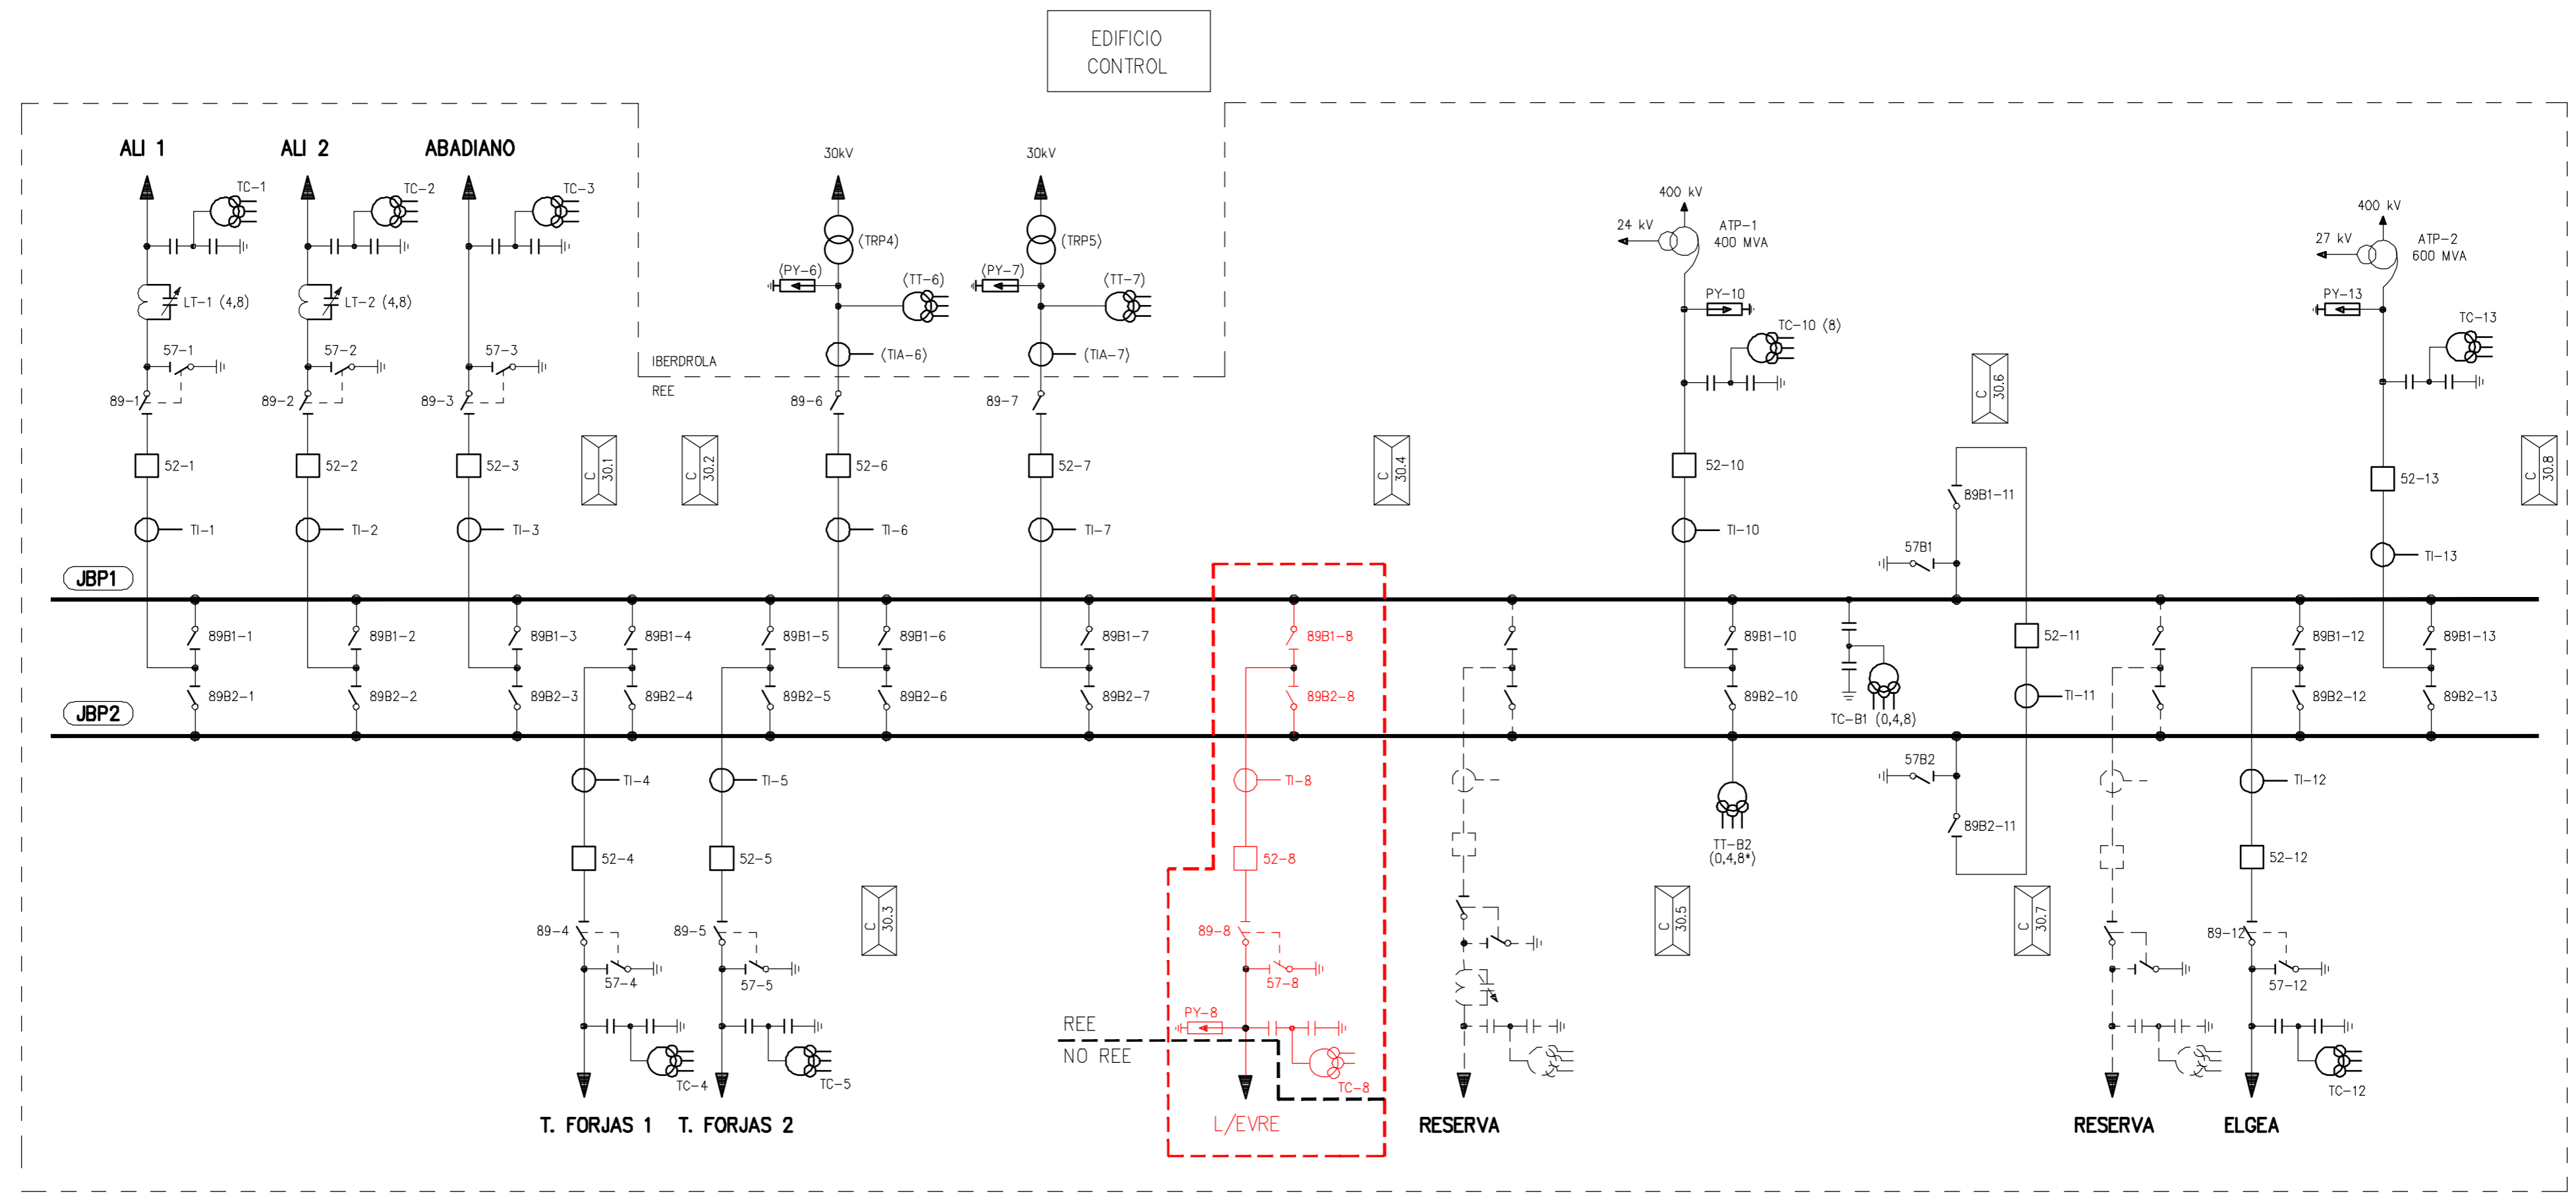 EDIFICIO
CONTROL
ALI 1
ALI 2
ABADIANO
30kV
30kV
TC-1
TC-2
TC-3
400 kV
24 kV
ATP-1
400 MVA
400 kV
27 kV
ATP-2
600 MVA
(TRP4)
(TRP5)
(PY-6)
(TT-6)
(PY-7)
(TT-7)
LT-1 (4,8)
LT-2 (4,8)
PY-10
TC-10 (8)
PY-13
TC-13
57-1
57-2
57-3
(TIA-6)
(TIA-7)
IBERDROLA
REE
89-1
89-2
89-3
89-6
89-7
C
30.6
52-1
52-2
52-3
C
30.1
C
30.2
52-6
52-7
C
30.4
52-10
89B1-11
52-13
C
30.8
TI-1
TI-2
TI-3
TI-6
TI-7
TI-10
57B1
TI-13
JBP1
89B1-1
89B1-2
89B1-3
89B1-4
89B1-5
89B1-6
89B1-7
89B1-8
89B1-10
52-11
89B1-12
89B1-13
89B2-1
89B2-2
89B2-3
89B2-4
89B2-5
89B2-6
89B2-7
89B2-8
89B2-10
TC-B1 (0,4,8)
TI-11
89B2-12
89B2-13
JBP2
57B2
TI-4
TI-5
TI-8
TI-12
89B2-11
TT-B2
(0,4,8*)
52-4
52-5
52-8
52-12
C
30.3
C
30.5
C
30.7
89-4
89-5
89-8
89-12
57-4
57-5
57-8
57-12
PY-8
REE
NO REE
TC-4
TC-5
TC-8
TC-12
T. FORJAS 1
T. FORJAS 2
L/EVRE
RESERVA
RESERVA
ELGEA